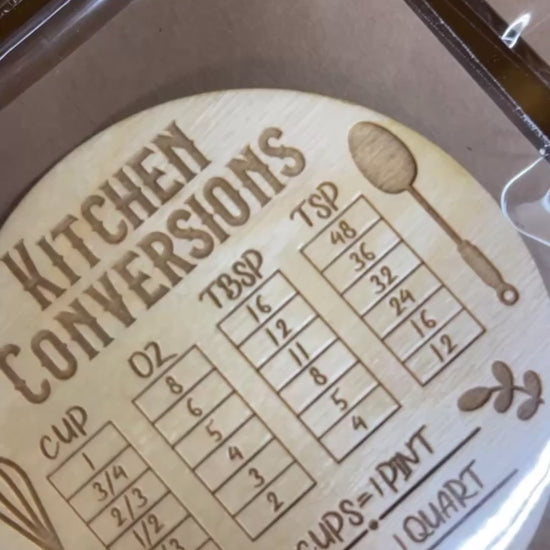 KITCHEN
CONVERSIONS
CUP OZ TBSP TSP
1 8 16 48
3/4 6 12 36
2/3 5 11 32
1/2 4 8 24
3 5 16
2 4 12
CUPS=1 PINT
1 QUART